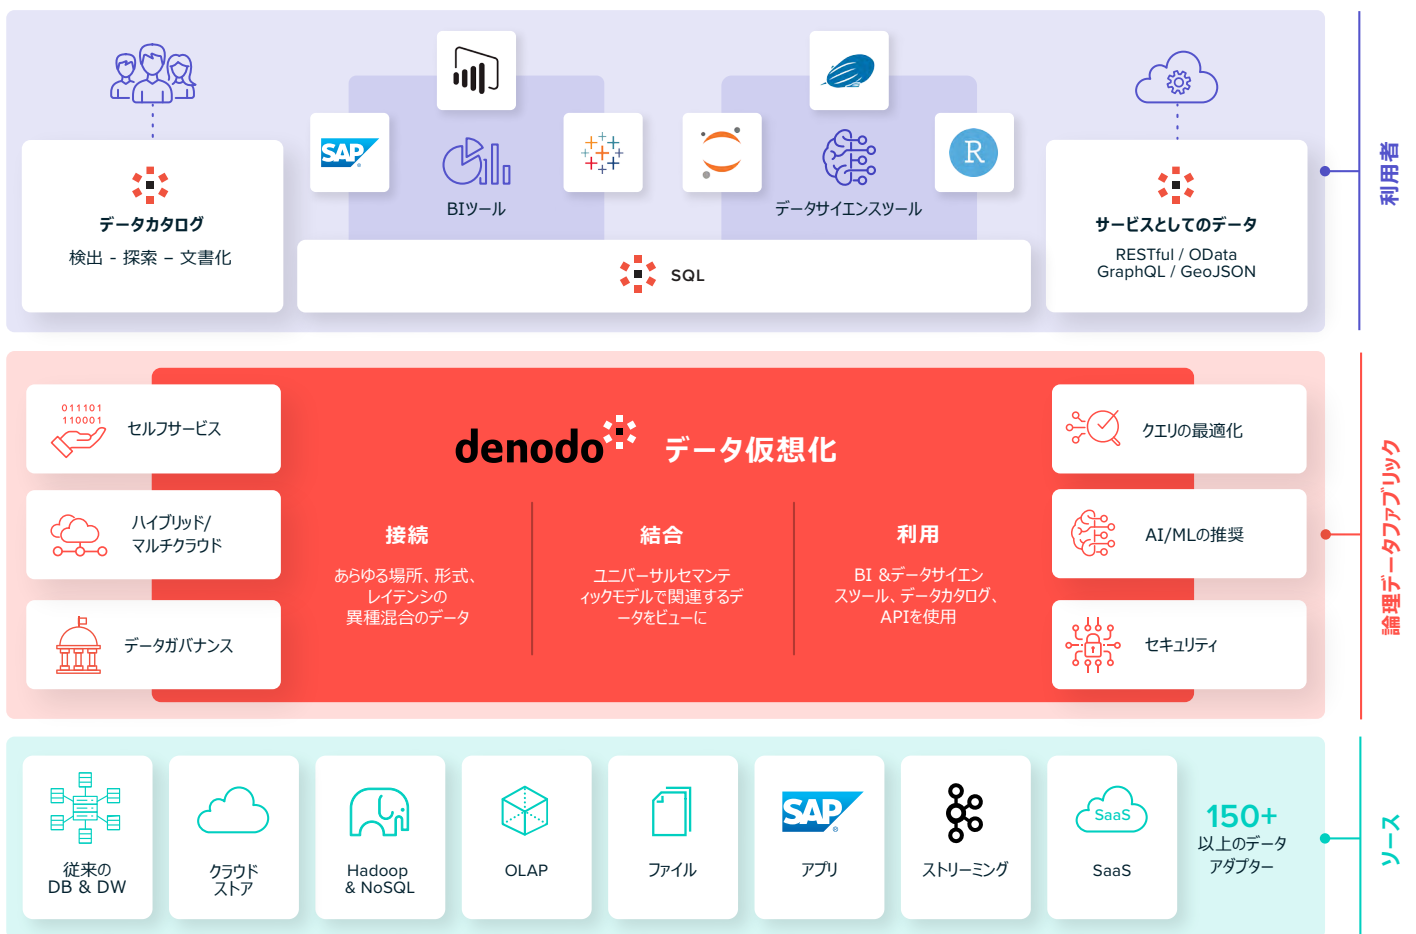 SAP
BIツール
データサイエンスツール
R
データカタログ
検出 - 探索 – 文書化
SQL
サービスとしてのデータ
RESTful / OData
GraphQL / GeoJSON
利用者
011101
110001
セルフサービス
ハイブリッド/
マルチクラウド
データガバナンス
denodo データ仮想化
接続
あらゆる場所、形式、
レイテンシの
異種混合のデータ
結合
ユニバーサルセマンテ
ィックモデルで関連するデ
ータをビューに
利用
BI &データサイエン
スツール、データカタログ、
APIを使用
クエリの最適化
AI/MLの推奨
セキュリティ
論理データファブリック
従来の
DB & DW
クラウド
ストア
Hadoop
& NoSQL
OLAP
ファイル
SAP
アプリ
ストリーミング
SaaS
SaaS
150+
以上のデータ
アダプター
ソース